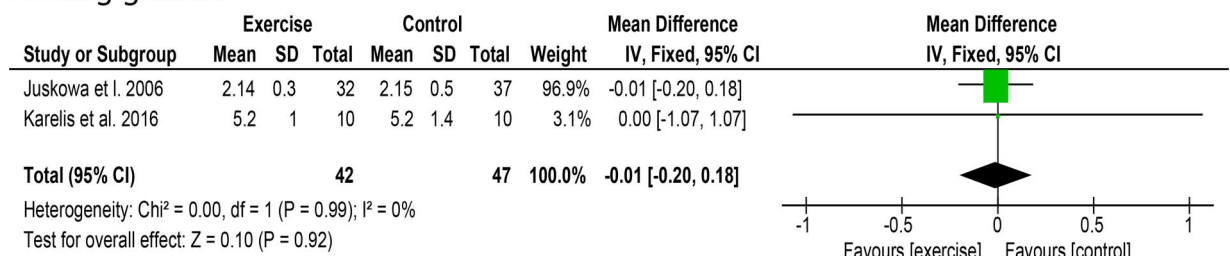 Exercise Control Mean Difference Mean Difference
Study or Subgroup Mean SD Total Mean SD Total Weight IV, Fixed, 95% CI IV, Fixed, 95% CI
Juskowa et l. 2006 2.14 0.3 32 2.15 0.5 37 96.9% -0.01 [-0.20, 0.18]
Karelis et al. 2016 5.2 1 10 5.2 1.4 10 3.1% 0.00 [-1.07, 1.07]
Total (95% CI) 42 47 100.0% -0.01 [-0.20, 0.18]
Heterogeneity: Chi² = 0.00, df = 1 (P = 0.99); I² = 0%
Test for overall effect: Z = 0.10 (P = 0.92)
-1 -0.5 0 0.5 1
Favours [exercise] Favours [control]